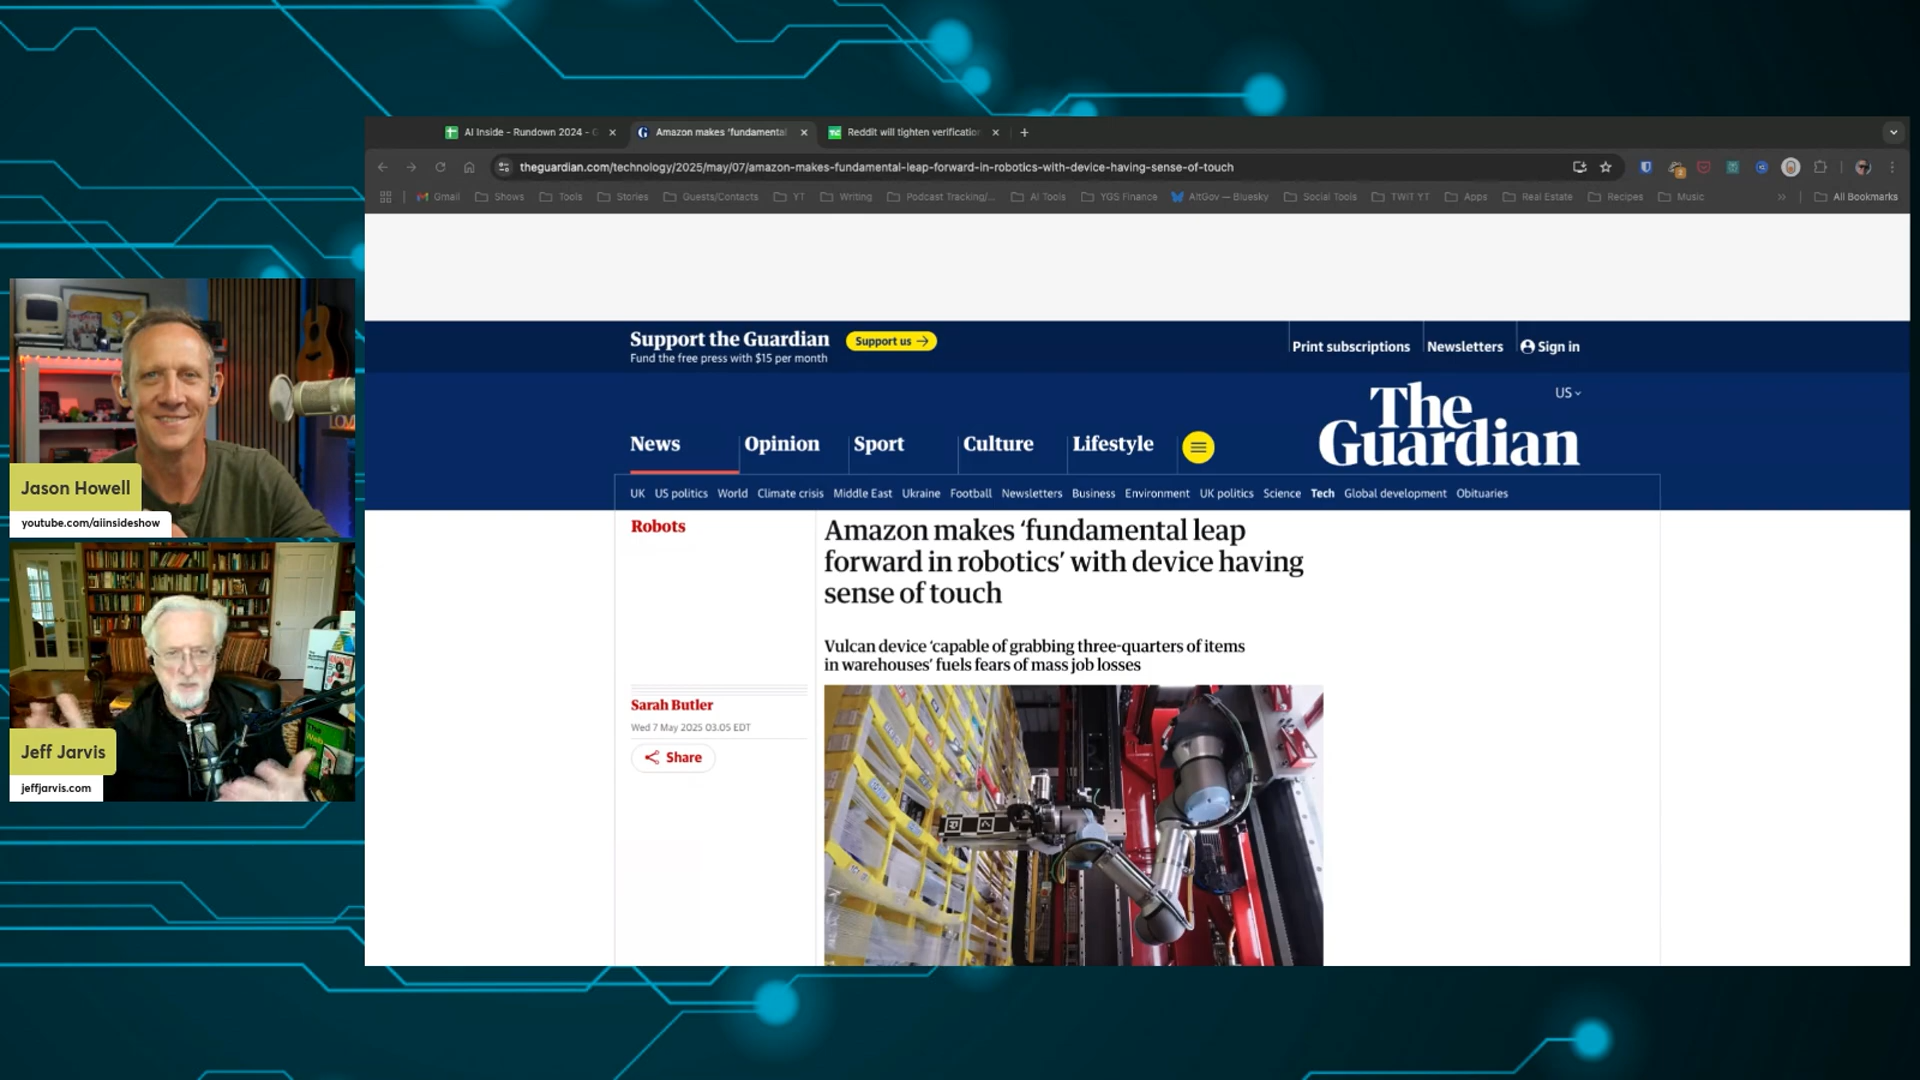 AI Inside - Rundown 2024 - G
Amazon makes 'fundamental
Reddit will tighten verification
theguardian.com/technology/2025/may/07/amazon-makes-fundamental-leap-forward-in-robotics-with-device-having-sense-of-touch
Gmail Shows Tools Stories Guests/Contacts YT Writing Podcast Tracking/... AI Tools YGS Finance AltGov — Bluesky Social Tools TWIT YT Apps Real Estate Recipes Music » All Bookmarks
Support the Guardian
Fund the free press with $15 per month
Support us →
Print subscriptions
Newsletters
Sign in
US
The
Guardian
News Opinion Sport Culture Lifestyle
UK US politics World Climate crisis Middle East Ukraine Football Newsletters Business Environment UK politics Science Tech Global development Obituaries
Robots
Amazon makes ‘fundamental leap
forward in robotics’ with device having
sense of touch
Vulcan device ‘capable of grabbing three-quarters of items
in warehouses’ fuels fears of mass job losses
Sarah Butler
Wed 7 May 2025 03.05 EDT
Share
Jason Howell
youtube.com/aiinsideshow
Jeff Jarvis
jeffjarvis.com